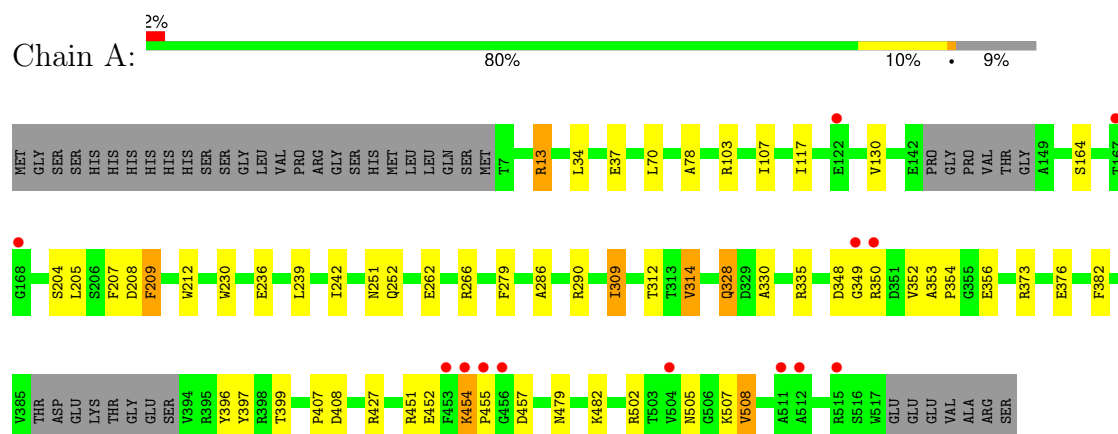 2%
Chain A:
80% 10% • 9%
MET GLY SER SER HIS HIS HIS HIS HIS HIS HIS HIS SER SER GLY LEU VAL PRO ARG GLY SER HIS MET LEU LEU GLN SER MET T7 R13 L34 E37 L70 A78 R103 I107 I117 E122 V130 E142 PRO GLY PRO VAL THR GLY A149 S164 T167
G168 S204 L205 S206 F207 D208 F209 W212 W230 E236 L239 I242 N251 Q252 E262 R266 F279 A286 R290 I309 T312 T313 V314 Q328 D329 A330 R335 D348 G349 R350 D351 V352 A353 P354 G355 E356 R373 E376 F382
V385 THR ASP GLU LYS THR GLY GLU SER V394 R395 Y396 Y397 R398 T399 P407 D408 R427 R451 E452 F453 K454 P455 G456 D457 N479 K482 R502 T503 V504 N505 G506 K507 V508 A511 A512 R515 S516 W517 GLU GLU GLU VAL ALA ARG SER